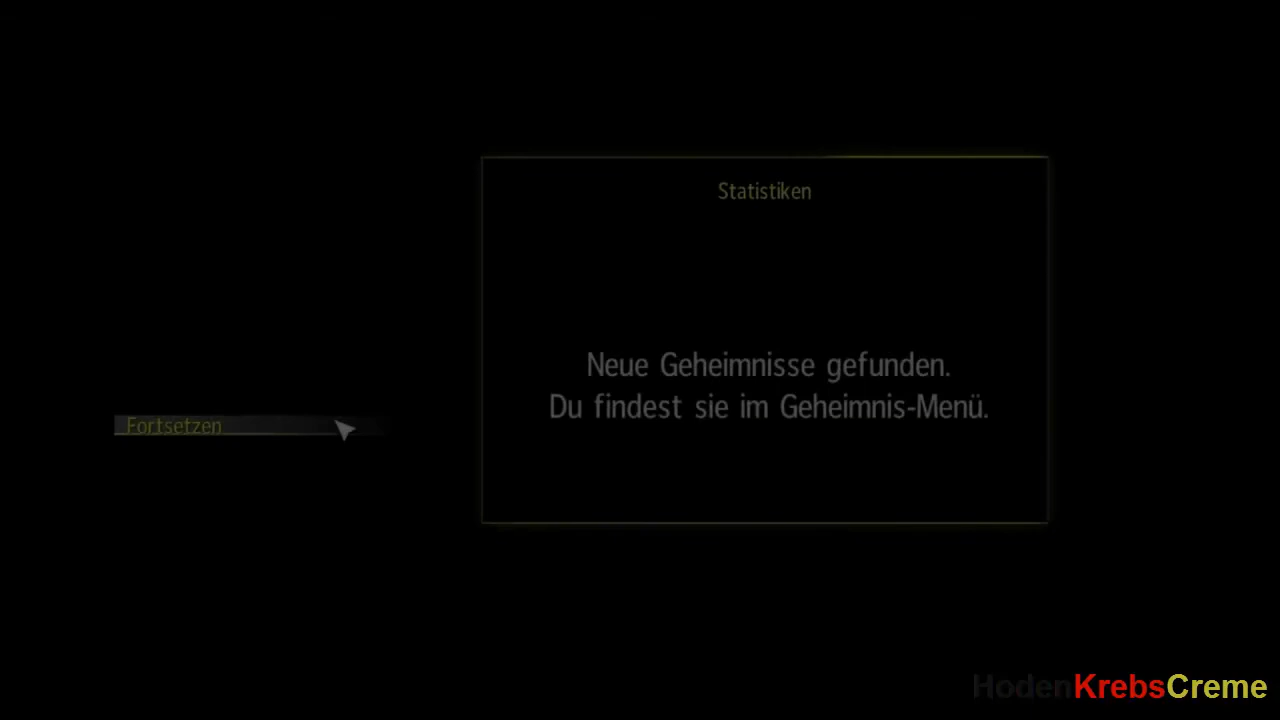 Statistiken
Neue Geheimnisse gefunden.
Du findest sie im Geheimnis-Menü.
Fortsetzen
HodenKrebsCreme